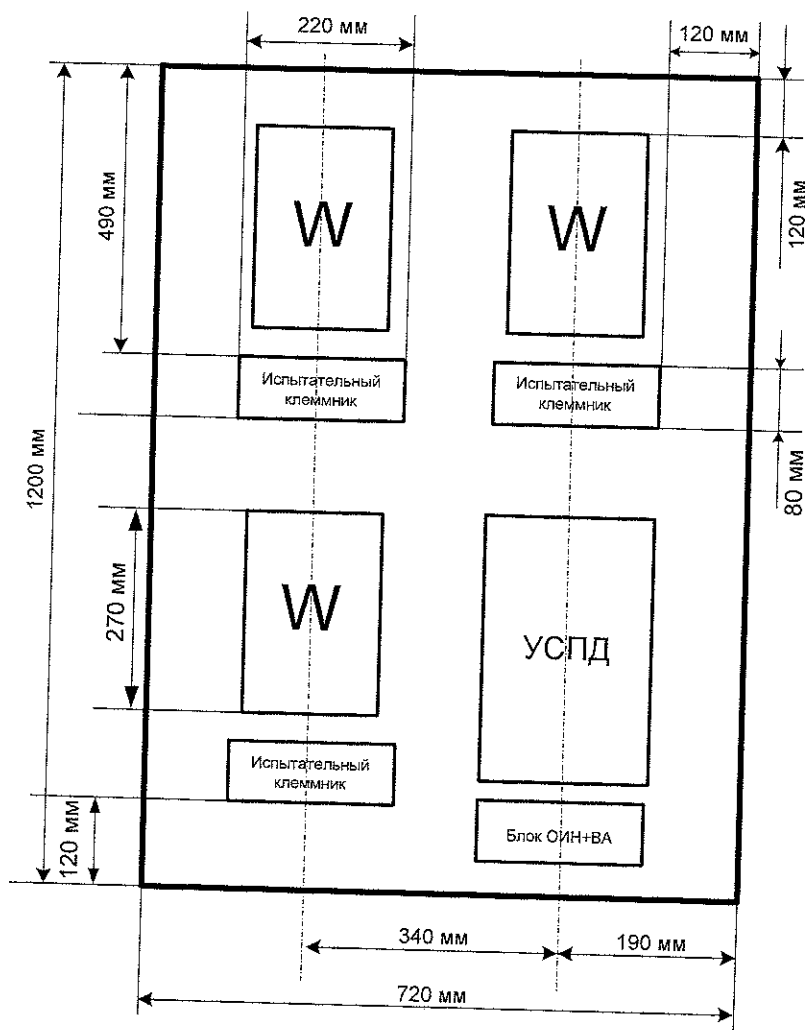 220 мм
120 мм
490 мм
W
W
120 мм
Испытательный
клеммник
Испытательный
клеммник
1200 мм
80 мм
270 мм
W
УСПД
Испытательный
клеммник
120 мм
Блок ОИН+ВА
340 мм
190 мм
720 мм